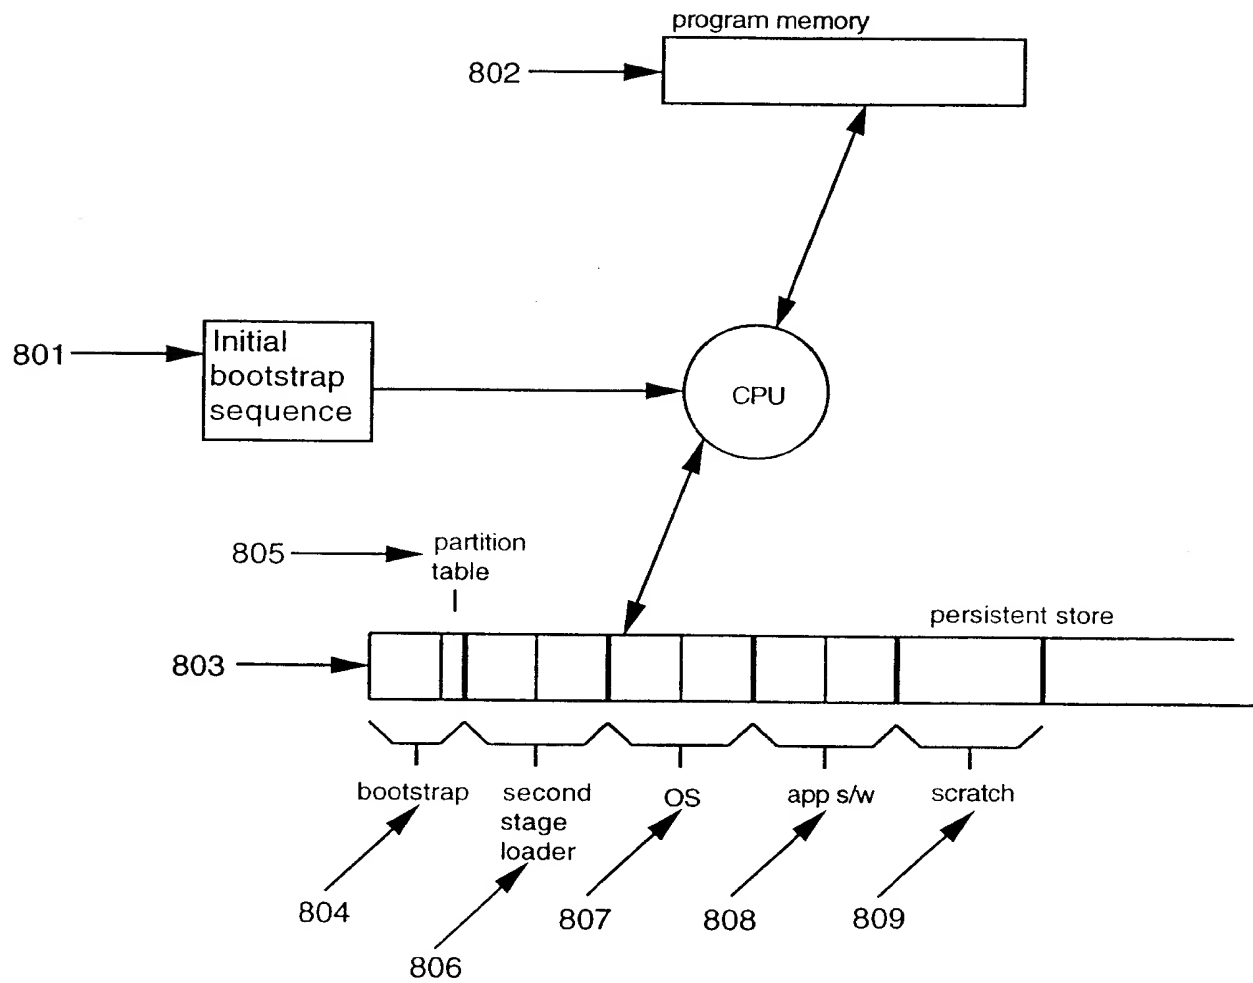 program memory
802
801
Initial
bootstrap
sequence
CPU
805
partition
table
persistent store
803
bootstrap
second
stage
loader
OS
app s/w
scratch
804
806
807
808
809